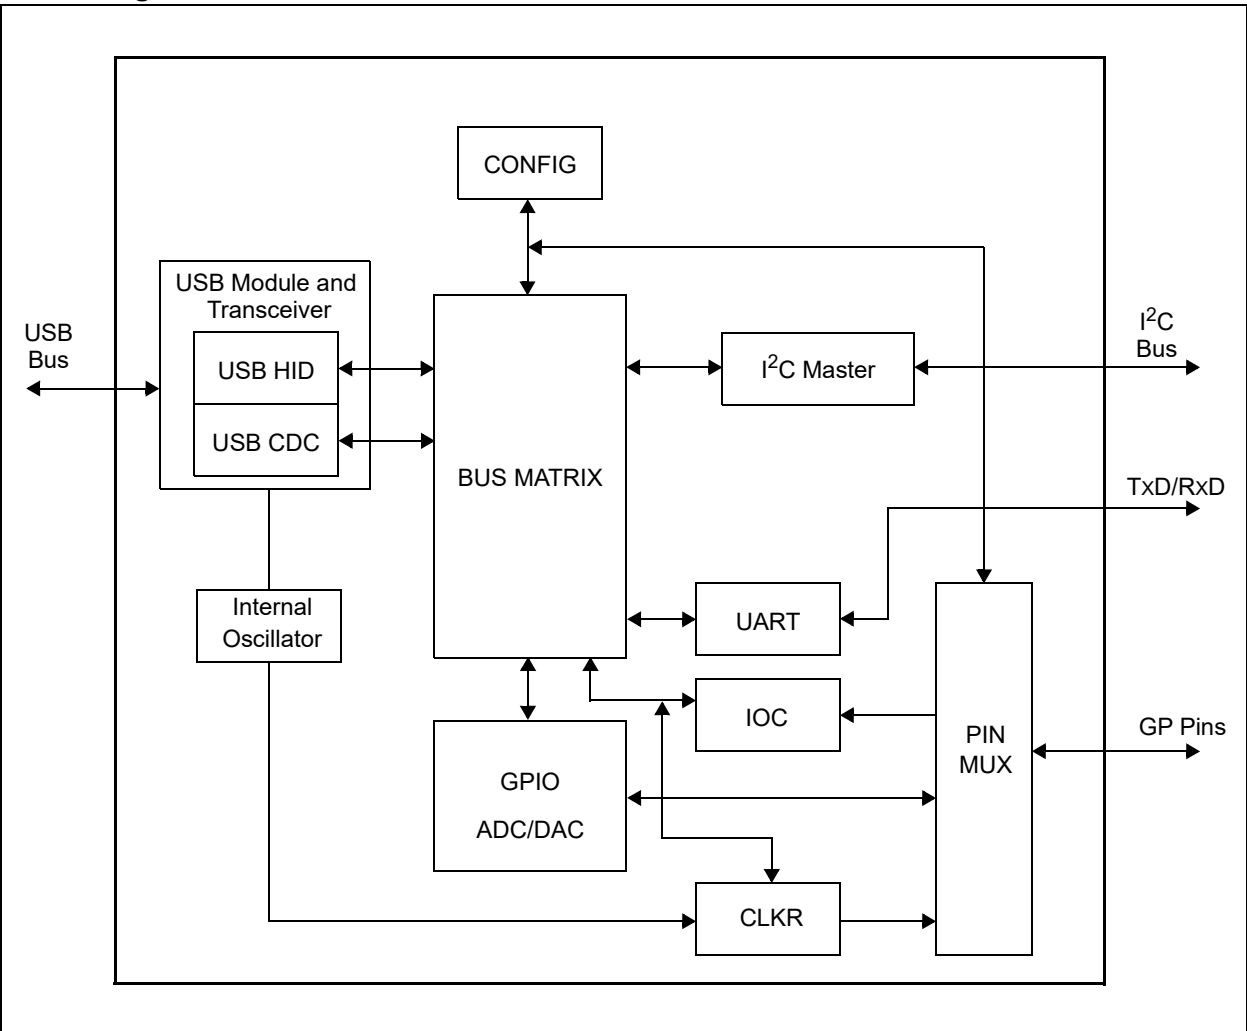 CONFIG
USB Module and
Transceiver
USB
Bus
USB HID
USB CDC
BUS MATRIX
I²C Master
I²C
Bus
TxD/RxD
Internal
Oscillator
UART
IOC
PIN
MUX
GP Pins
GPIO
ADC/DAC
CLKR